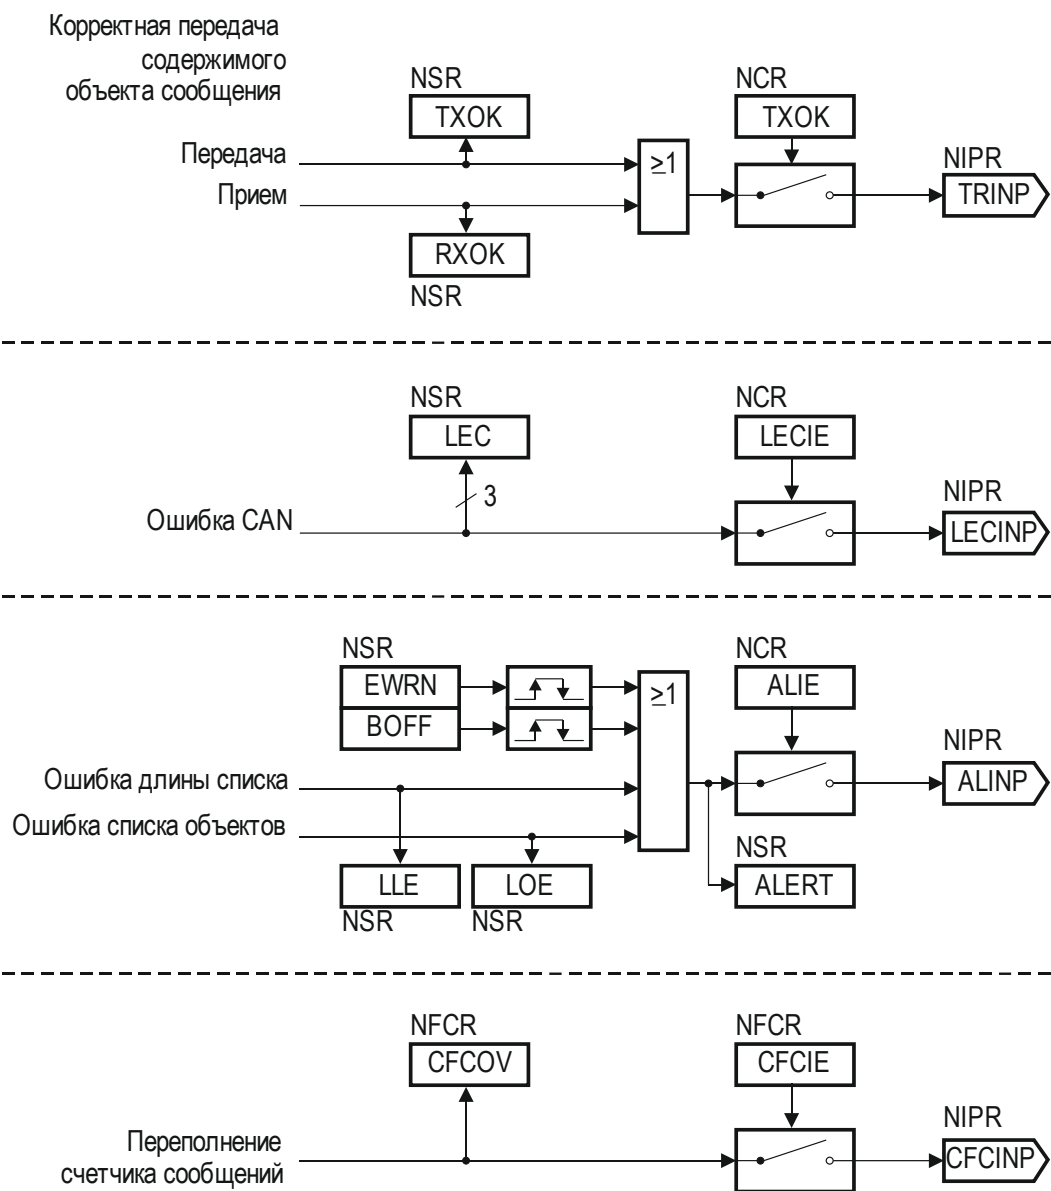 Корректная передача
содержимого
объекта сообщения
NSR
TXOK
NCR
TXOK
Передача
Прием
≥1
NIPR
TRINP
RXOK
NSR
NSR
LEC
NCR
LECIE
3
Ошибка CAN
NIPR
LECINP
NSR
EWRN
BOFF
≥1
NCR
ALIE
NIPR
ALINP
Ошибка длины списка
Ошибка списка объектов
LLE
NSR
LOE
NSR
NSR
ALERT
NFCR
CFCOV
NFCR
CFCIE
Переполнение
счетчика сообщений
NIPR
CFCINP